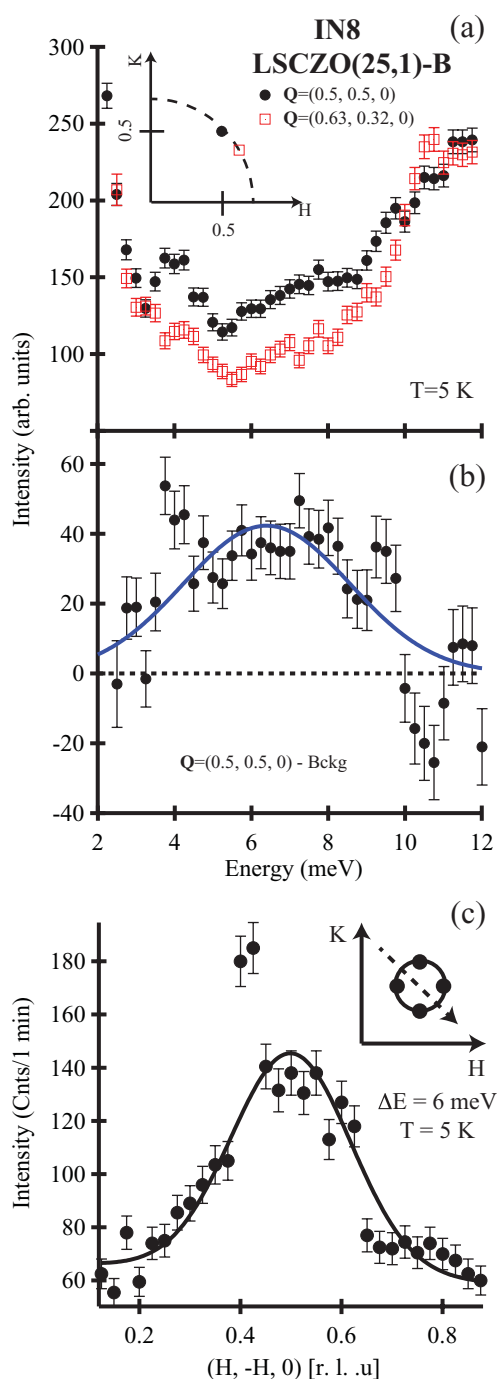 IN8
(a)
LSCZO(25,1)-B
Q=(0.5, 0.5, 0)
Q=(0.63, 0.32, 0)
K
0.5
0.5
H
300
250
200
150
100
T=5 K
Intensity (arb. units)
(b)
60
40
20
0
-20
-40
Q=(0.5, 0.5, 0) - Bckg
2 4 6 8 10 12
Energy (meV)
(c)
K
H
ΔE = 6 meV
T = 5 K
Intensity (Cnts/1 min)
180
160
140
120
100
80
60
0.2 0.4 0.6 0.8
(H, -H, 0) [r. l. .u]